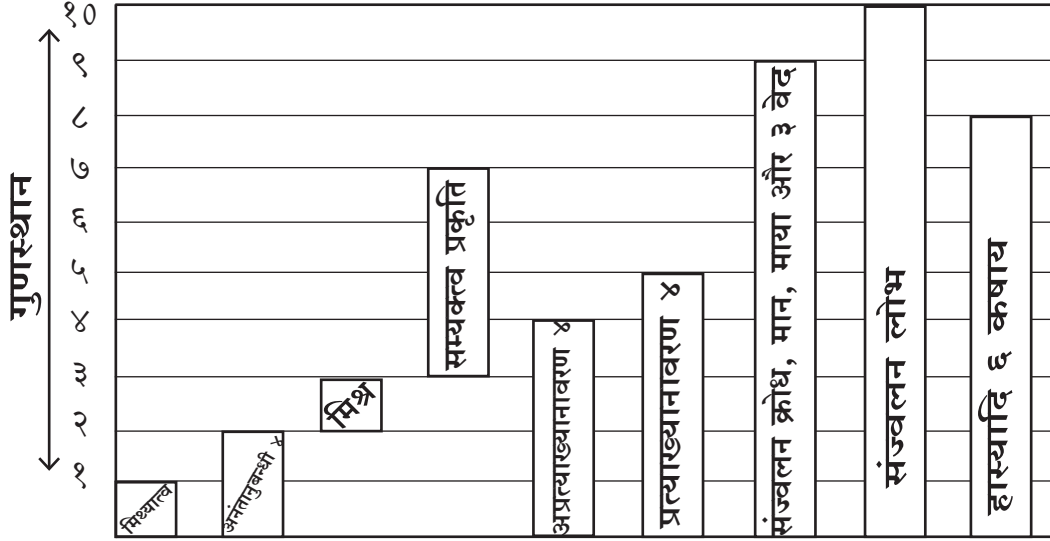 १०
९
८
७
६
५
४
३
२
१
गुणस्थान
मिथ्यात्व
अनंतानुबन्धी ४
मिश्र
सम्यक्त्व प्रकृति
अप्रत्याख्यानावरण ४
प्रत्याख्यानावरण ४
संज्वलन क्रोध, मान, माया और ३ वेद
संज्वलन लोभ
हास्यादि ६ कषाय